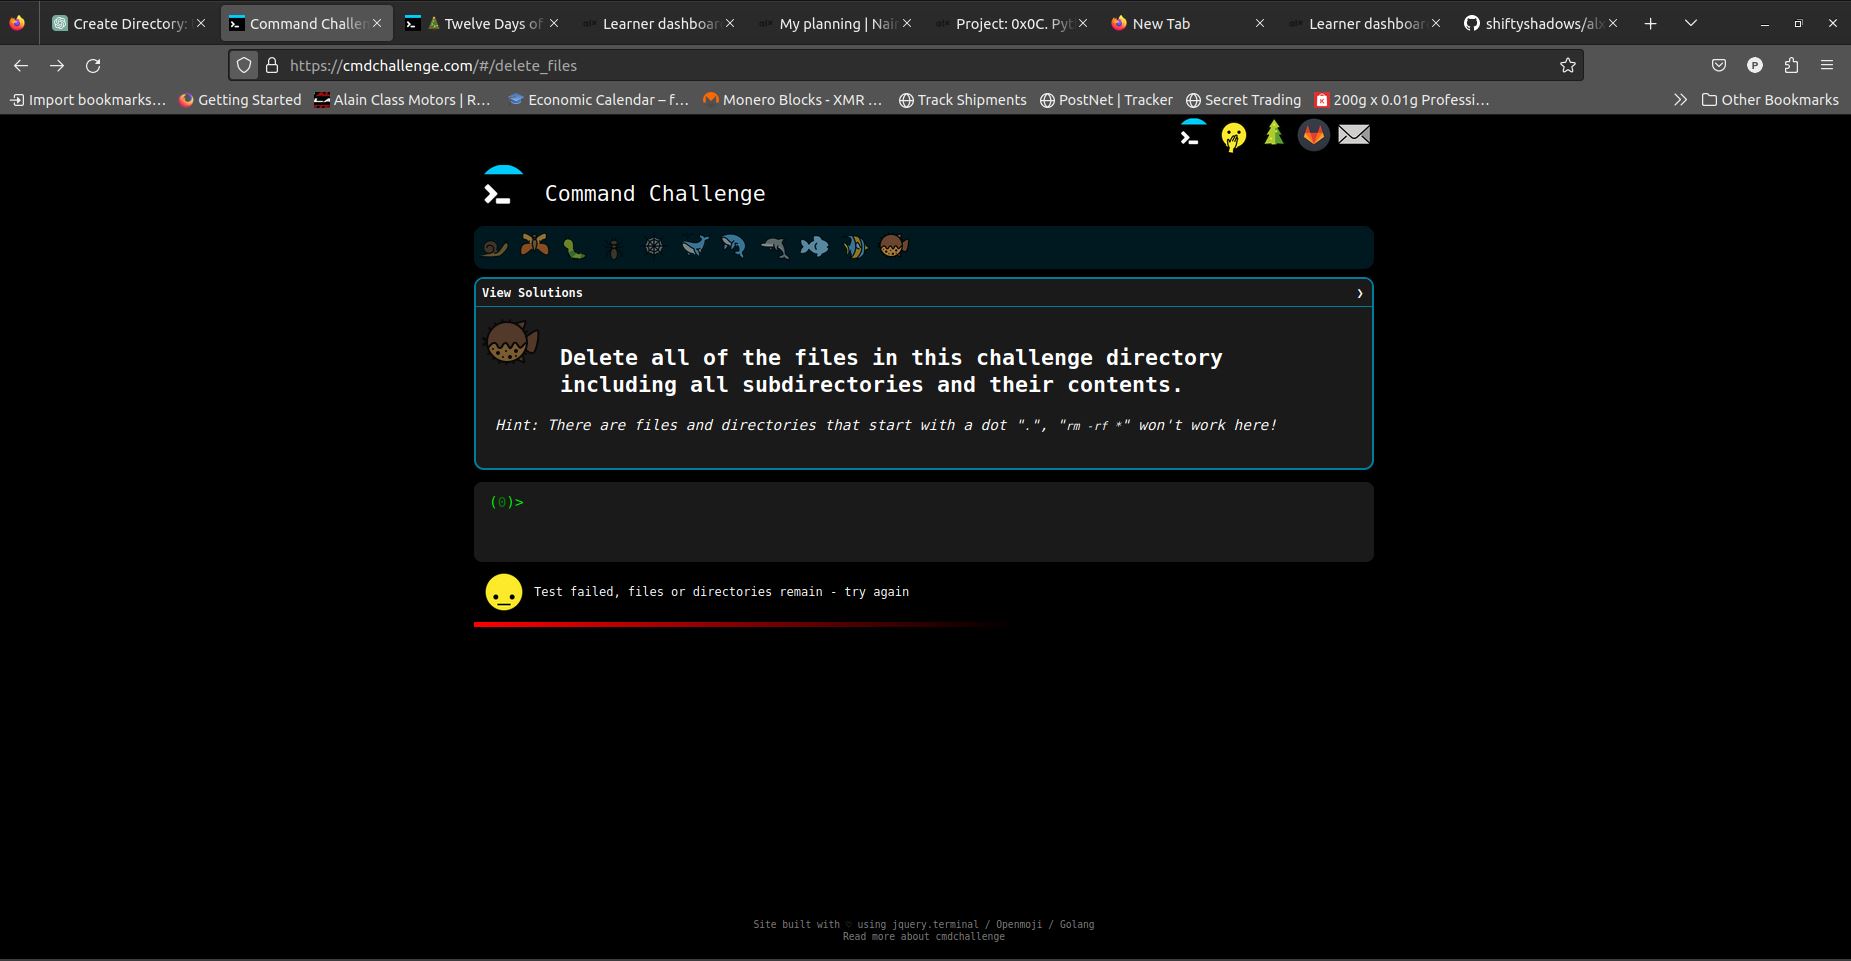 Create Directory:
Command Challen
Twelve Days of
Learner dashboar
My planning | Nai
Project: 0x0C. Pyt
New Tab
Learner dashboar
shiftyshadows/alx
https://cmdchallenge.com/#/delete_files
P
Import bookmarks...
Getting Started
Alain Class Motors | R...
Economic Calendar – f...
Monero Blocks - XMR ...
Track Shipments
PostNet | Tracker
Secret Trading
200g x 0.01g Professi...
Other Bookmarks
Command Challenge
View Solutions
Delete all of the files in this challenge directory
including all subdirectories and their contents.
Hint: There are files and directories that start with a dot ".", "rm -rf *" won't work here!
(0)>
Test failed, files or directories remain - try again
Site built with ♡ using jquery.terminal / Openmoji / Golang
Read more about cmdchallenge